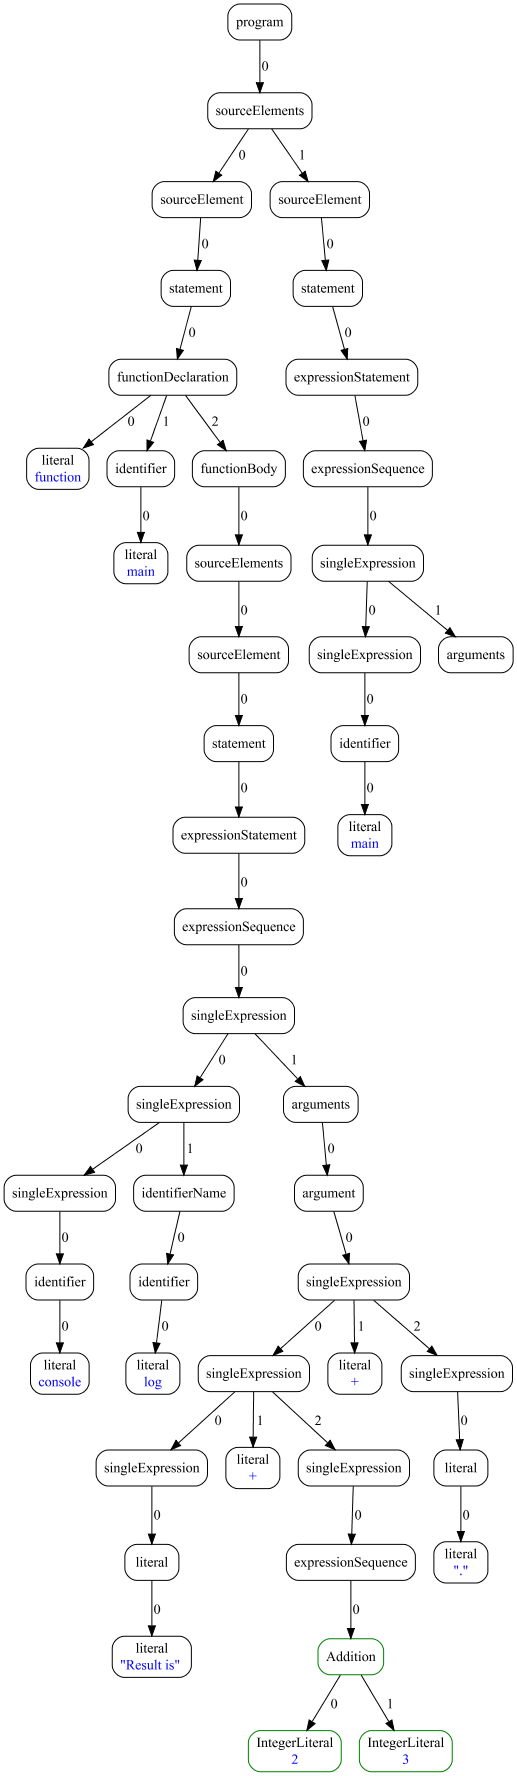 program
0
sourceElements
0 1
sourceElement sourceElement
0 0
statement statement
0 0
functionDeclaration expressionStatement
0 1 2 0
literal
function
identifier functionBody expressionSequence
0 0 0
literal
main
sourceElements singleExpression
0 0 1
sourceElement singleExpression arguments
0 0
statement identifier
0 0
expressionStatement literal
main
0
expressionSequence
0
singleExpression
0 1
singleExpression arguments
0 1 0
singleExpression identifierName argument
0 0 0
identifier identifier singleExpression
0 0 0 1 2
literal
console
literal
log
singleExpression literal
+
singleExpression
0 1 2 0
singleExpression literal
+
singleExpression literal
0 0 0
literal expressionSequence literal
"."
0 0
literal
"Result is"
Addition
0 1
IntegerLiteral
2
IntegerLiteral
3